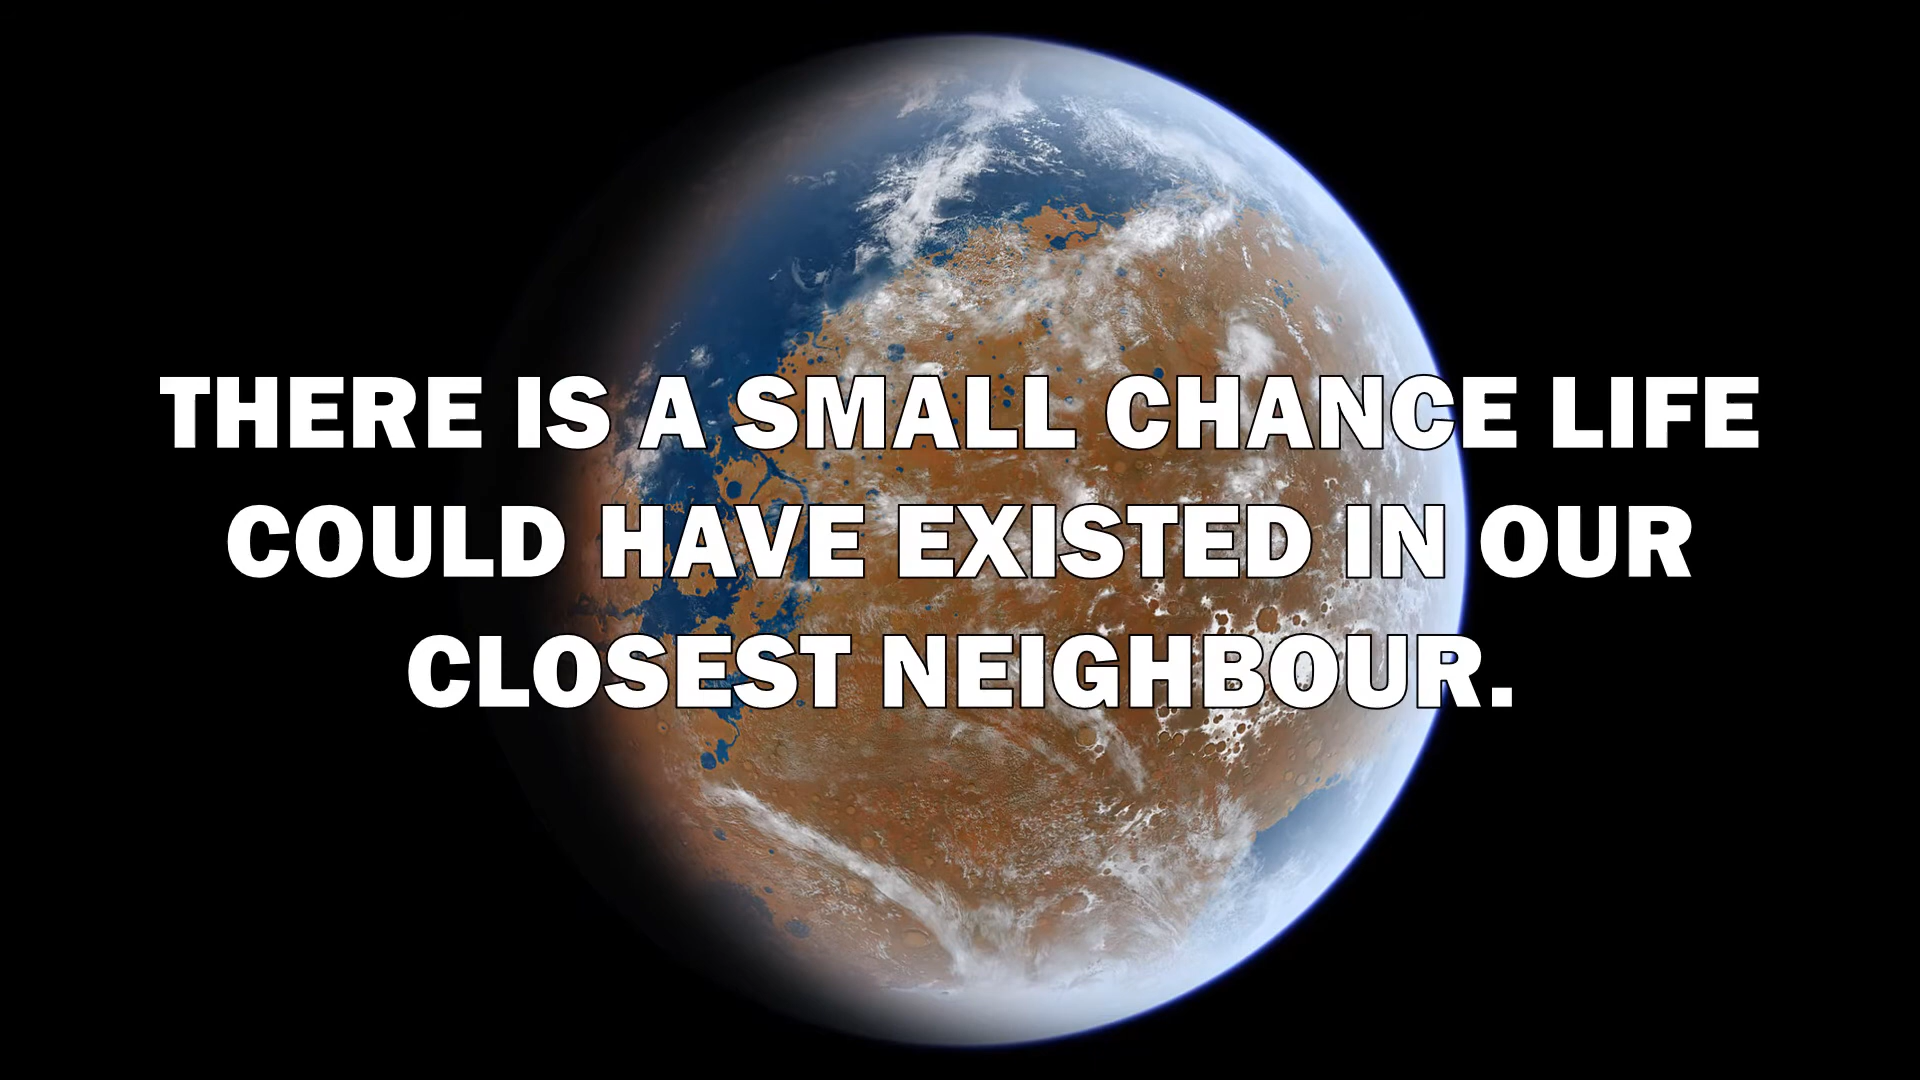 THERE IS A SMALL CHANCE LIFE
COULD HAVE EXISTED IN OUR
CLOSEST NEIGHBOUR.